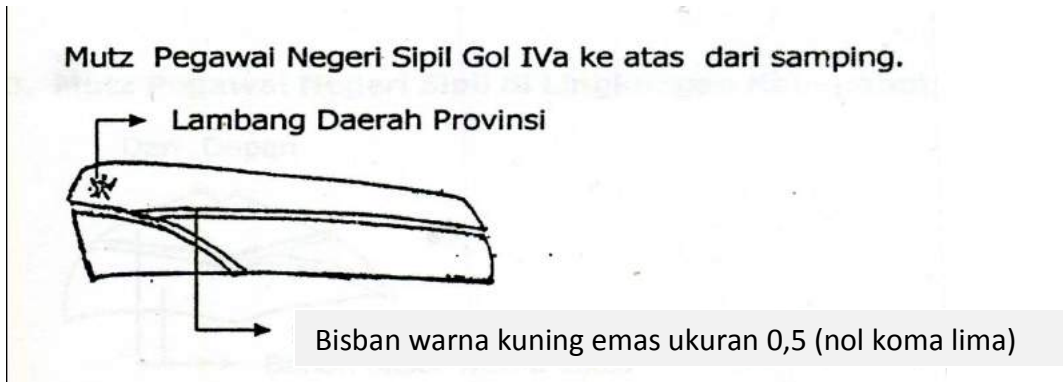 Mutz Pegawai Negeri Sipil Gol IVa ke atas dari samping.
Lambang Daerah Provinsi
Bisban warna kuning emas ukuran 0,5 (nol koma lima)